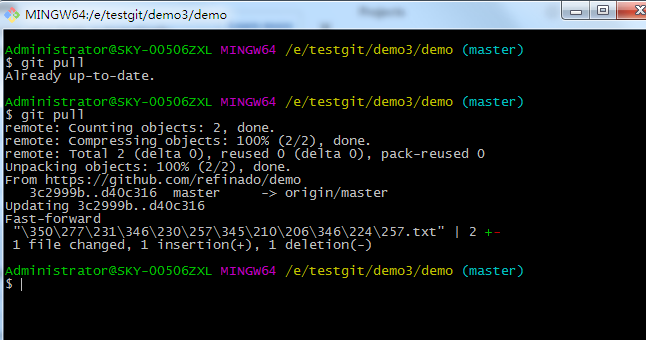 MINGW64:/e/testgit/demo3/demo
Administrator@SKY-00506ZXL MINGW64 /e/testgit/demo3/demo (master)
$ git pull
Already up-to-date.
Administrator@SKY-00506ZXL MINGW64 /e/testgit/demo3/demo (master)
$ git pull
remote: Counting objects: 2, done.
remote: Compressing objects: 100% (2/2), done.
remote: Total 2 (delta 0), reused 0 (delta 0), pack-reused 0
Unpacking objects: 100% (2/2), done.
From https://github.com/refinado/demo
   3c2999b..d40c316  master     -> origin/master
Updating 3c2999b..d40c316
Fast-forward
 "\350\277\231\346\230\257\345\210\206\346\224\257.txt" | 2 +-
 1 file changed, 1 insertion(+), 1 deletion(-)
Administrator@SKY-00506ZXL MINGW64 /e/testgit/demo3/demo (master)
$